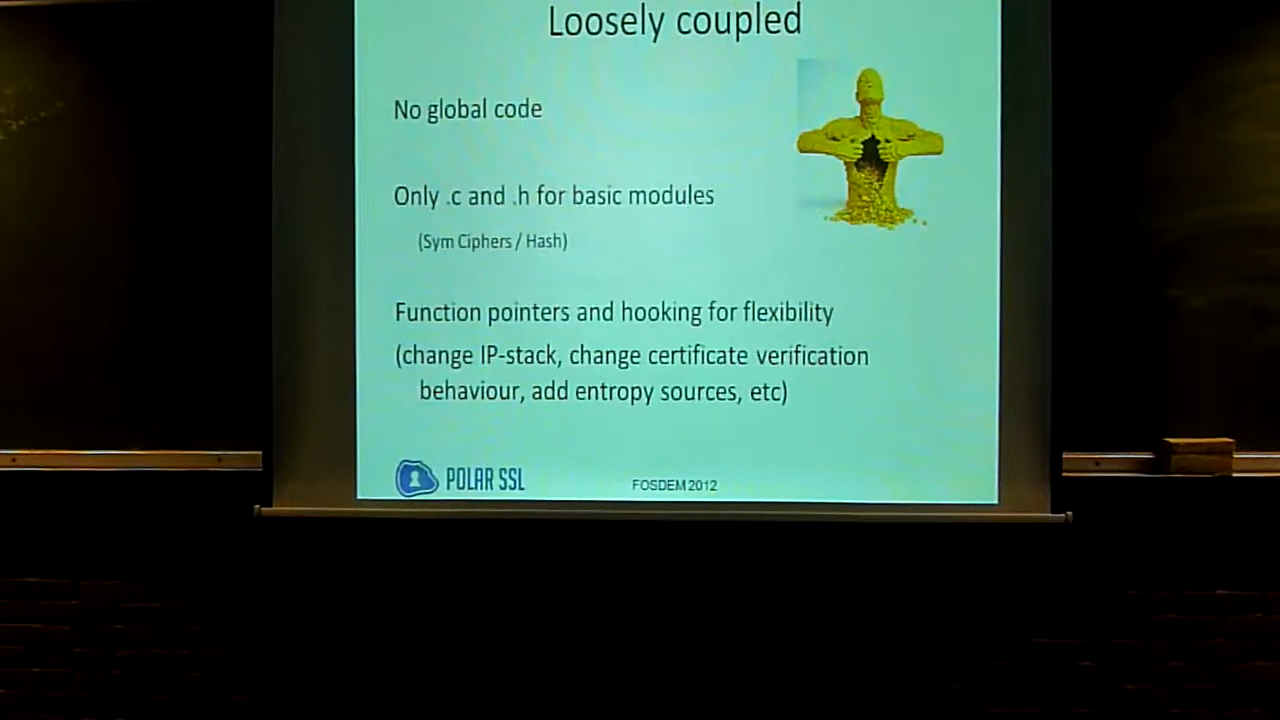 Loosely coupled
No global code
Only .c and .h for basic modules
(Sym Ciphers / Hash)
Function pointers and hooking for flexibility
(change IP-stack, change certificate verification
behaviour, add entropy sources, etc)
POLAR SSL
FOSDEM 2012